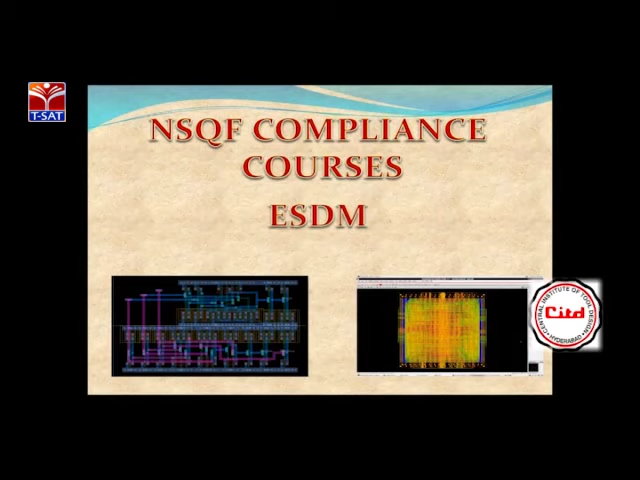 T-SAT
NSQF COMPLIANCE
COURSES
ESDM
CENTRAL INSTITUTE OF TOOL DESIGN
Citd
HYDERABAD